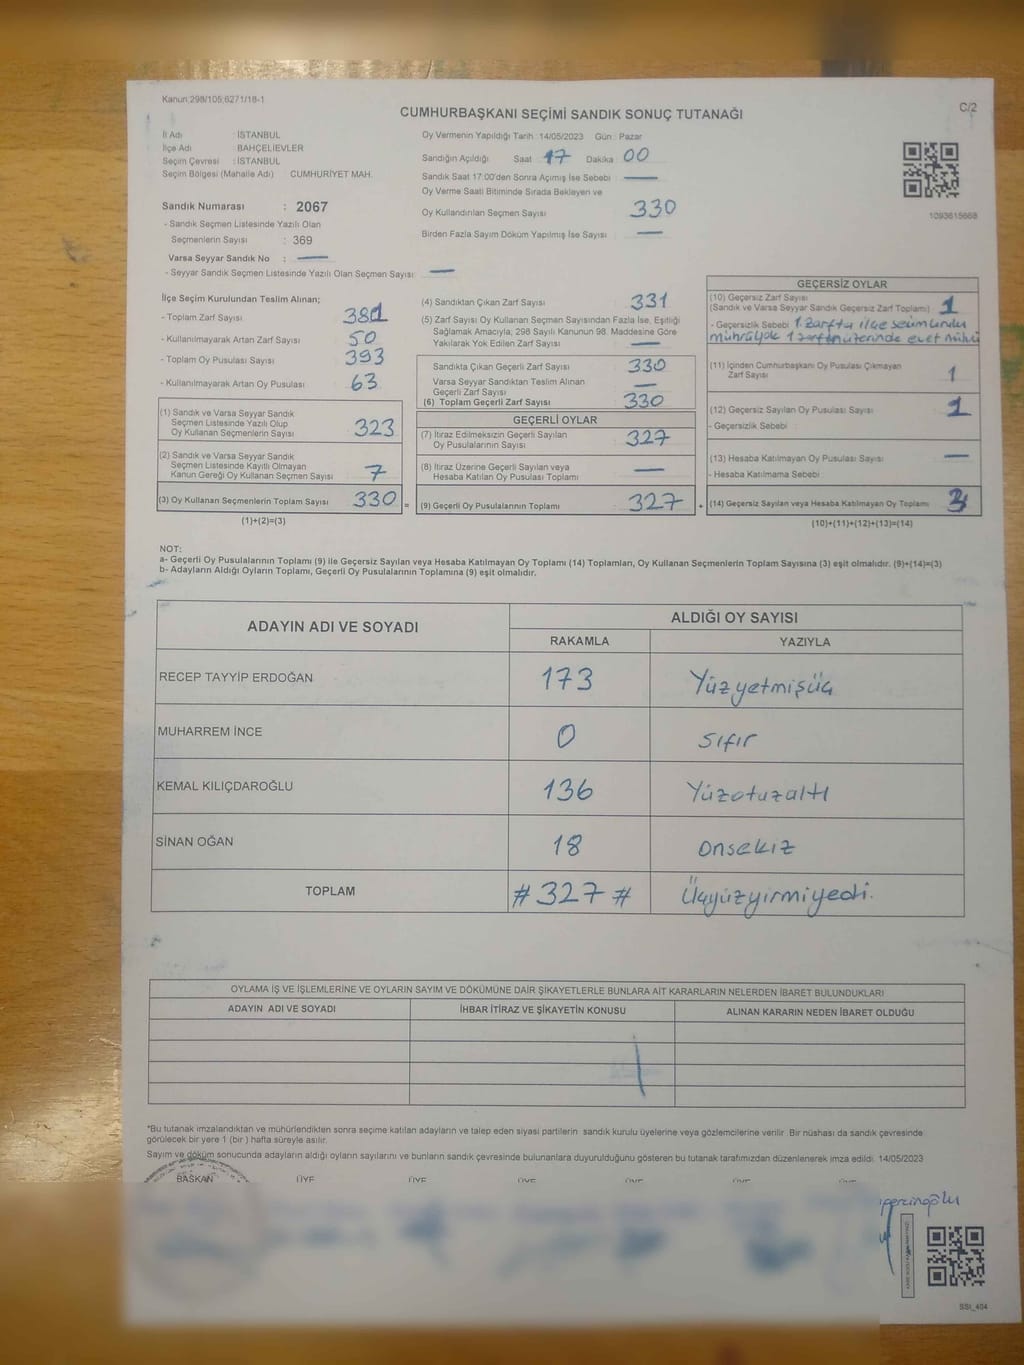 Kanun:298/105,6271/18-1
CUMHURBAŞKANI SEÇİMİ SANDIK SONUÇ TUTANAĞI
C/2
İl Adı : İSTANBUL
İlçe Adı : BAHÇELİEVLER
Seçim Çevresi : İSTANBUL
Seçim Bölgesi (Mahalle Adı) CUMHURİYET MAH.
Sandık Numarası : 2067
- Sandık Seçmen Listesinde Yazılı Olan
Seçmenlerin Sayısı : 369
Varsa Seyyar Sandık No : —
- Seyyar Sandık Seçmen Listesinde Yazılı Olan Seçmen Sayısı: —
Oy Vermenin Yapıldığı Tarih 14/05/2023 Gün : Pazar
Sandığın Açıldığı Saat 17 Dakika 00
Sandık Saat 17:00'den Sonra Açımış İse Sebebi —
Oy Verme Saati Bitiminde Sırada Bekleyen ve
Oy Kullandırılan Seçmen Sayısı 330
Birden Fazla Sayım Döküm Yapılmış İse Sayısı —
1093615668
İlçe Seçim Kurulundan Teslim Alınan;
- Toplam Zarf Sayısı 381
- Kullanılmayarak Artan Zarf Sayısı 50
- Toplam Oy Pusulası Sayısı 393
- Kullanılmayarak Artan Oy Pusulası 63
(1) Sandık ve Varsa Seyyar Sandık
Seçmen Listesinde Yazılı Olup
Oy Kullanan Seçmenlerin Sayısı 323
(2) Sandık ve Varsa Seyyar Sandık
Seçmen Listesinde Kayıtlı Olmayan
Kanun Gereği Oy Kullanan Seçmen Sayısı 7
(3) Oy Kullanan Seçmenlerin Toplam Sayısı 330 =
(1)+(2)=(3)
(4) Sandıktan Çıkan Zarf Sayısı 331
(5) Zarf Sayısı Oy Kullanan Seçmen Sayısından Fazla İse, Eşitliği
Sağlamak Amacıyla; 298 Sayılı Kanunun 98. Maddesine Göre
Yakılarak Yok Edilen Zarf Sayısı —
Sandıkta Çıkan Geçerli Zarf Sayısı 330
Varsa Seyyar Sandıktan Teslim Alınan
Geçerli Zarf Sayısı —
(6) Toplam Geçerli Zarf Sayısı 330
GEÇERLİ OYLAR
(7) İtiraz Edilmeksizin Geçerli Sayılan
Oy Pusulalarının Sayısı 327
(8) İtiraz Üzerine Geçerli Sayılan veya
Hesaba Katılan Oy Pusulası Toplamı —
(9) Geçerli Oy Pusulalarının Toplamı 327 +
GEÇERSİZ OYLAR
(10) Geçersiz Zarf Sayısı
(Sandık ve Varsa Seyyar Sandık Geçersiz Zarf Toplamı) 1
- Geçersizlik Sebebi 1 zarfta ilçe seçim
mührü yok 1 zarfın üzerinde evet mührü
(11) İçinden Cumhurbaşkanı Oy Pusulası Çıkmayan
Zarf Sayısı 1
(12) Geçersiz Sayılan Oy Pusulası Sayısı 1
- Geçersizlik Sebebi
(13) Hesaba Katılmayan Oy Pusulası Sayısı —
- Hesaba Katılmama Sebebi
(14) Geçersiz Sayılan veya Hesaba Katılmayan Oy Toplamı 3
(10)+(11)+(12)+(13)=(14)
NOT:
a- Geçerli Oy Pusulalarının Toplamı (9) ile Geçersiz Sayılan veya Hesaba Katılmayan Oy Toplamı (14) Toplamları, Oy Kullanan Seçmenlerin Toplam Sayısına (3) eşit olmalıdır. (9)+(14)=(3)
b- Adayların Aldığı Oyların Toplamı, Geçerli Oy Pusulalarının Toplamına (9) eşit olmalıdır.
ADAYIN ADI VE SOYADI
ALDIĞI OY SAYISI
RAKAMLA YAZIYLA
RECEP TAYYİP ERDOĞAN 173 Yüzyetmişüç
MUHARREM İNCE 0 Sıfır
KEMAL KILIÇDAROĞLU 136 Yüzotuzaltı
SİNAN OĞAN 18 Onsekiz
TOPLAM #327# Üçyüzyirmiyedi.
OYLAMA İŞ VE İŞLEMLERİNE VE OYLARIN SAYIM VE DÖKÜMÜNE DAİR ŞİKAYETLERLE BUNLARA AİT KARARLARIN NELERDEN İBARET BULUNDUKLARI
ADAYIN ADI VE SOYADI İHBAR İTİRAZ VE ŞİKAYETİN KONUSU ALINAN KARARIN NEDEN İBARET OLDUĞU
*Bu tutanak imzalandıktan ve mühürlendikten sonra seçime katılan adayların ve talep eden siyasi partilerin sandık kurulu üyelerine veya gözlemcilerine verilir. Bir nüshası da sandık çevresinde
görülecek bir yere 1 (bir) hafta süreyle asılır.
Sayım ve döküm sonucunda adayların aldığı oyların sayılarını ve bunların sandık çevresinde bulunanlara duyurulduğunu gösteren bu tutanak tarafımızdan düzenlenerek imza edildi. 14/05/2023
BAŞKAN ÜYE ÜYE ÜYE ÜYE ÜYE ÜYE
SSI_404